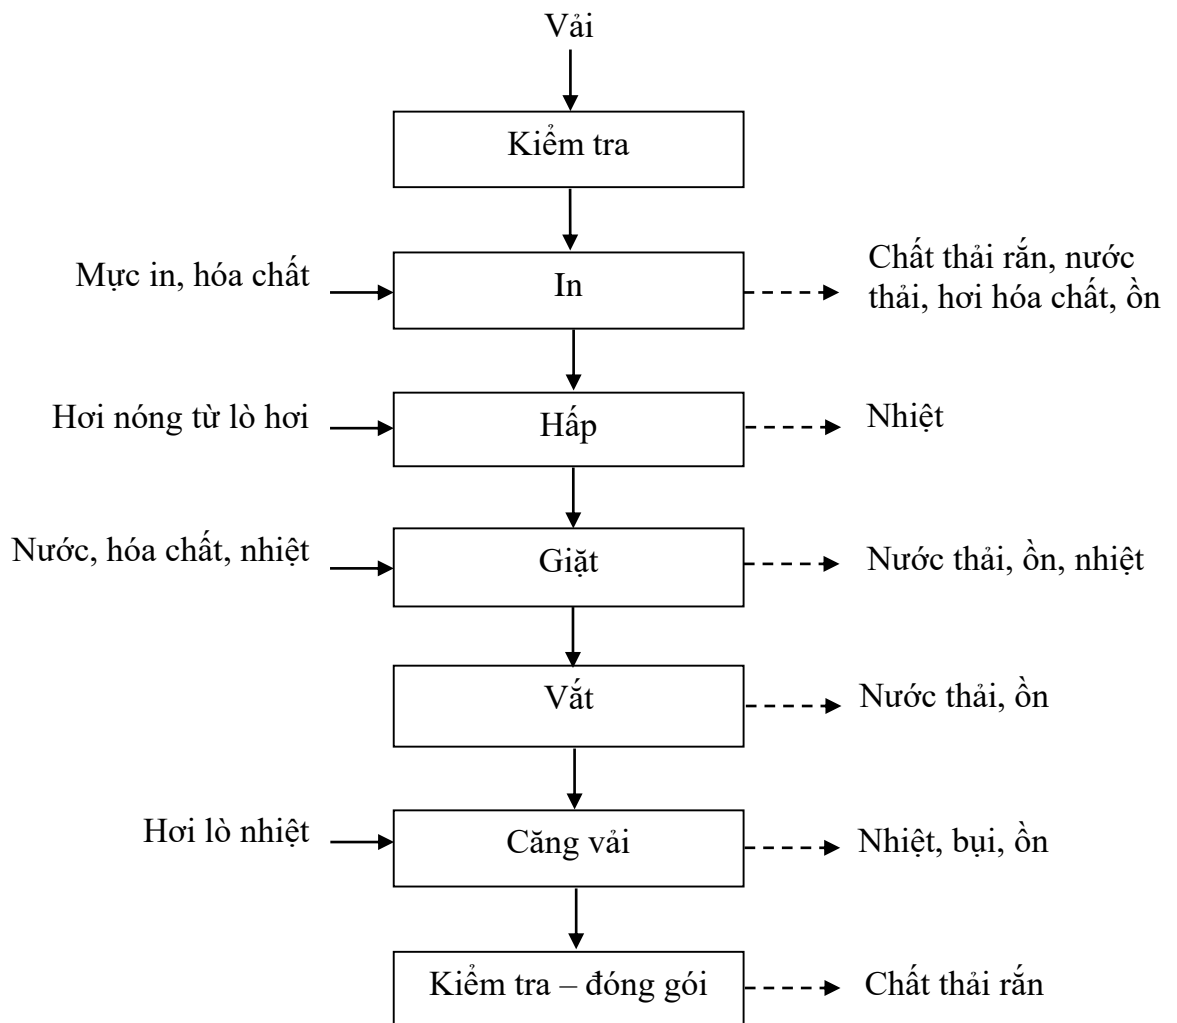 Vải
Kiểm tra
Mực in, hóa chất
In
Chất thải rắn, nước
thải, hơi hóa chất, ồn
Hơi nóng từ lò hơi
Hấp
Nhiệt
Nước, hóa chất, nhiệt
Giặt
Nước thải, ồn, nhiệt
Vắt
Nước thải, ồn
Hơi lò nhiệt
Căng vải
Nhiệt, bụi, ồn
Kiểm tra – đóng gói
Chất thải rắn